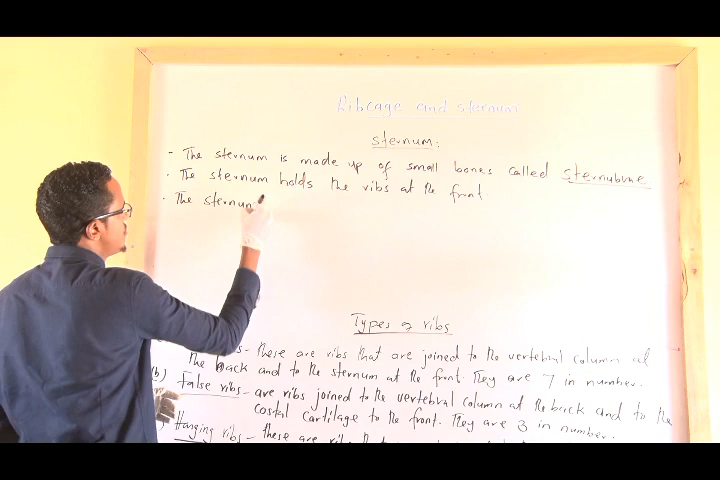 Ribcage and sternum
Sternum:
- The sternum is made up of small bones called sternubrae
- The sternum holds the ribs at the front
- The sternum
Types of ribs
- these are ribs that are joined to the vertebral column at
the back and to the sternum at the front. They are 7 in number.
(b) False ribs - are ribs joined to the vertebral column at the back and to the
costal cartilage to the front. They are 3 in number.
Hanging ribs - these are ribs